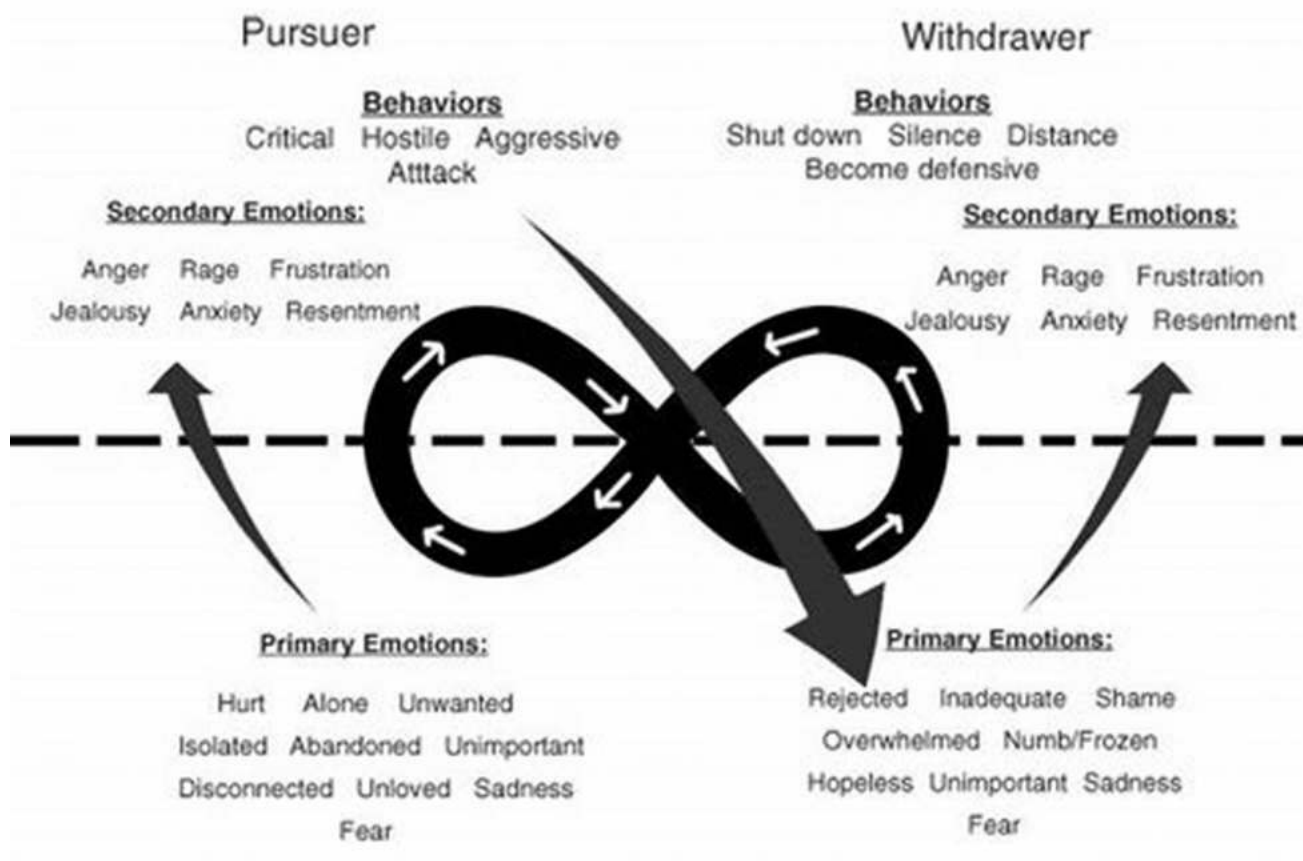 Pursuer
Behaviors
Critical Hostile Aggressive
Atttack
Secondary Emotions:
Anger Rage Frustration
Jealousy Anxiety Resentment
Primary Emotions:
Hurt Alone Unwanted
Isolated Abandoned Unimportant
Disconnected Unloved Sadness
Fear
Withdrawer
Behaviors
Shut down Silence Distance
Become defensive
Secondary Emotions:
Anger Rage Frustration
Jealousy Anxiety Resentment
Primary Emotions:
Rejected Inadequate Shame
Overwhelmed Numb/Frozen
Hopeless Unimportant Sadness
Fear